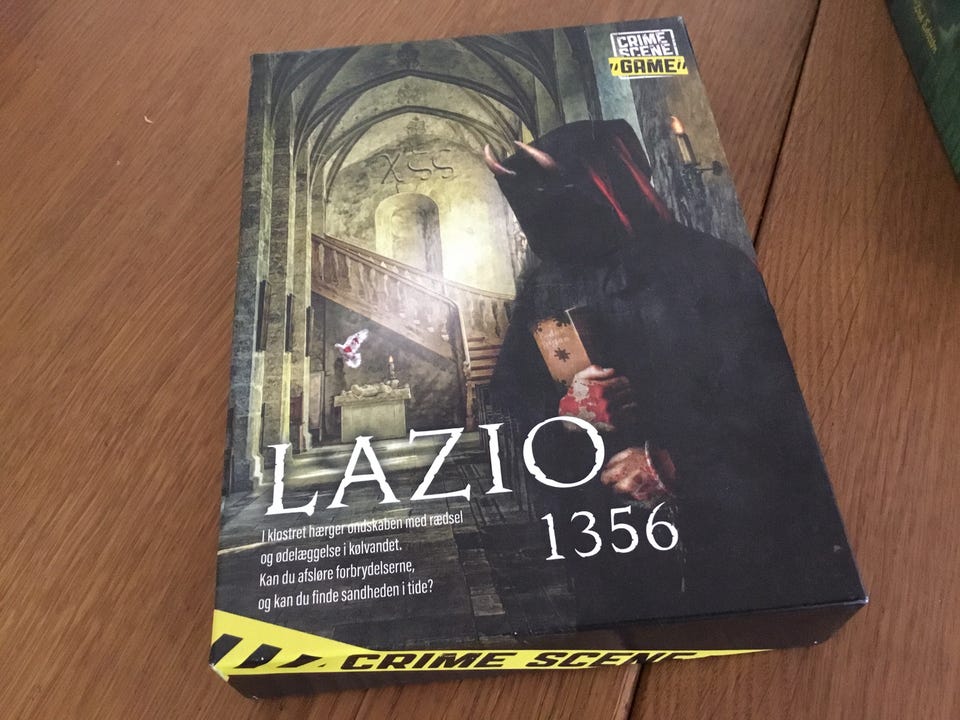 CRIME
SCENE
GAME
χ ϛ ϛ
LAZIO
1356
I klostret hærger ondskaben med rædsel
og ødelæggelse i kølvandet.
Kan du afsløre forbrydelserne,
og kan du finde sandheden i tide?
CRIME SCENE